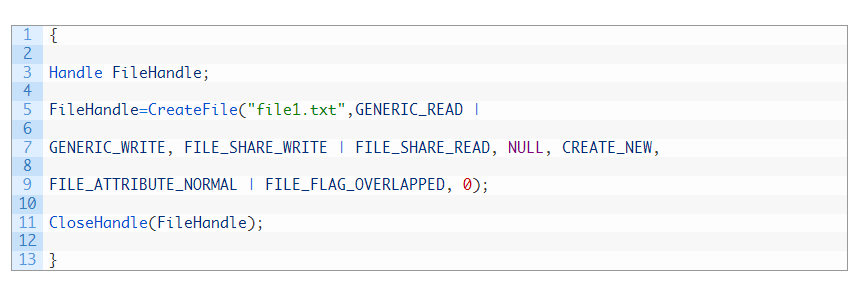 1 {
2
3 Handle FileHandle;
4
5 FileHandle=CreateFile("file1.txt",GENERIC_READ |
6
7 GENERIC_WRITE, FILE_SHARE_WRITE | FILE_SHARE_READ, NULL, CREATE_NEW,
8
9 FILE_ATTRIBUTE_NORMAL | FILE_FLAG_OVERLAPPED, 0);
10
11 CloseHandle(FileHandle);
12
13 }